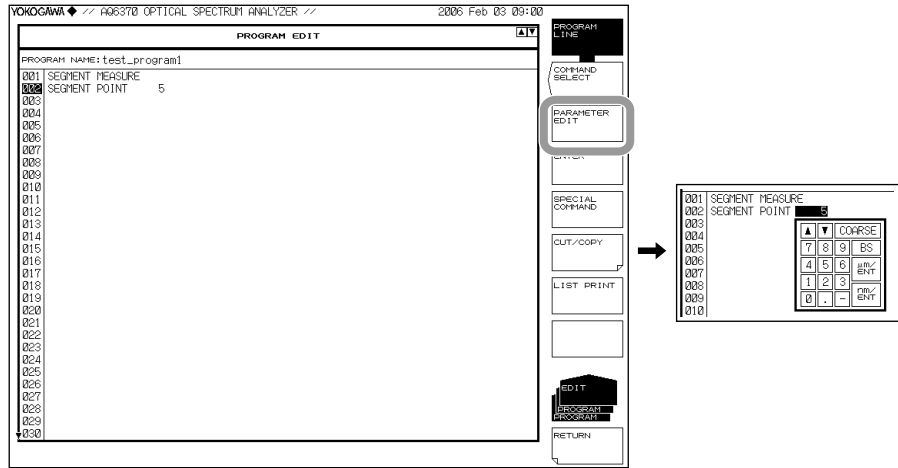 YOKOGAWA ◆ // AQ6370 OPTICAL SPECTRUM ANALYZER // 2006 Feb 03 09:00
PROGRAM EDIT ▲▼
PROGRAM NAME:test_program1
001 SEGMENT MEASURE
002 SEGMENT POINT 5
003
004
005
006
007
008
009
010
011
012
013
014
015
016
017
018
019
020
021
022
023
024
025
026
027
028
029
030
PROGRAM
LINE
COMMAND
SELECT
PARAMETER
EDIT
ENTER
SPECIAL
COMMAND
CUT/COPY
LIST PRINT
EDIT
PROGRAM
PROGRAM
RETURN
001 SEGMENT MEASURE
002 SEGMENT POINT 5
003
004
005
006
007
008
009
010
▲ ▼ COARSE
7 8 9 BS
4 5 6 µm/ENT
1 2 3
0 . - nm/ENT